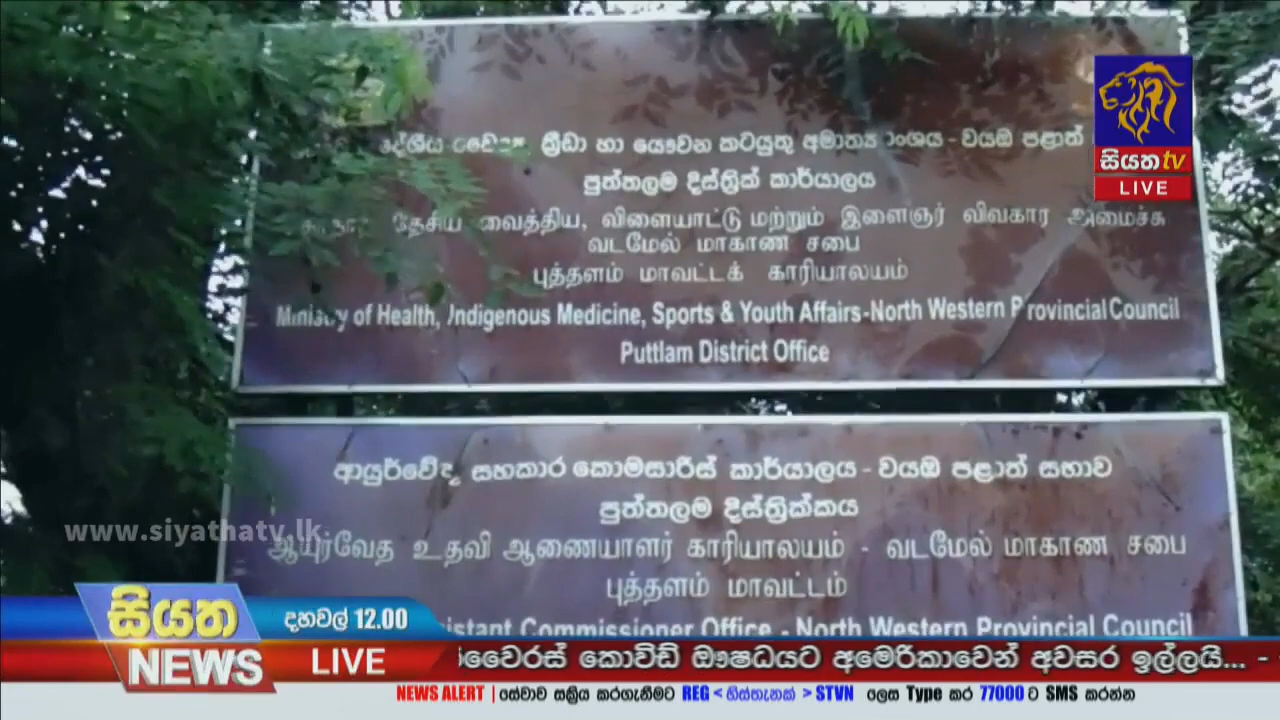 දේශීය වෛද්‍ය, ක්‍රීඩා හා යෞවන කටයුතු අමාත්‍යාංශය - වයඹ පළාත්
පුත්තලම දිස්ත්‍රික් කාර්යාලය
தேசிய வைத்திய, விளையாட்டு மற்றும் இளைஞர் விவகார அமைச்சு
வடமேல் மாகாண சபை
புத்தளம் மாவட்டக் காரியாலயம்
Ministry of Health, Indigenous Medicine, Sports & Youth Affairs-North Western Provincial Council
Puttlam District Office
සියත tv
LIVE
ආයුර්වේද සහකාර කොමසාරිස් කාර්යාලය - වයඹ පළාත් සභාව
පුත්තලම දිස්ත්‍රික්කය
ஆயுர்வேத உதவி ஆணையாளர் காரியாலயம் - வடமேல் மாகாண சபை
புத்தளம் மாவட்டம்
Commissioner Office - North Western Provincial Council
www.siyathatv.lk
සියත
NEWS
දහවල් 12.00
LIVE
කොවිඩ් ඖෂධයට අමෙරිකාවෙන් අවසර ඉල්ලයි... -
NEWS ALERT | සේවාව සක්‍රිය කරගැනීමට REG < හිස්තැනක් > STVN ලෙස Type කර 77000 ට SMS කරන්න